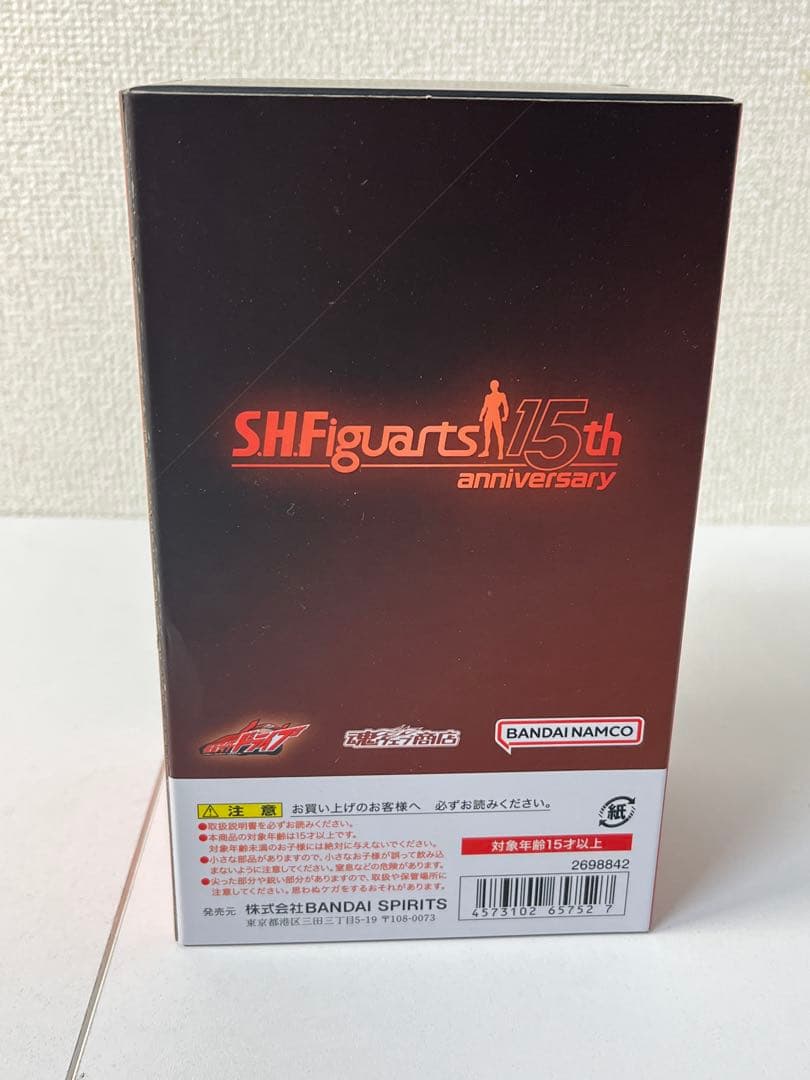 S.H.Figuarts 15th
anniversary
ドライブ
魂ウェブ商店
BANDAI NAMCO
注意 お買い上げのお客様へ 必ずお読みください。
●取扱説明書を必ずお読みください。
●本商品の対象年齢は15才以上です。
対象年齢未満のお子様には絶対に与えないでください。
●小さな部品がありますので、小さなお子様が誤って飲み込
まないように注意してください。窒息などの危険があります。
●尖った部分や鋭い部分がありますので、取扱や保管場所に
注意してください。思わぬケガをするおそれがあります。
発売元 株式会社BANDAI SPIRITS
東京都港区三田三丁目5-19 〒108-0073
紙
対象年齢15才以上
2698842
4573102 65752 7